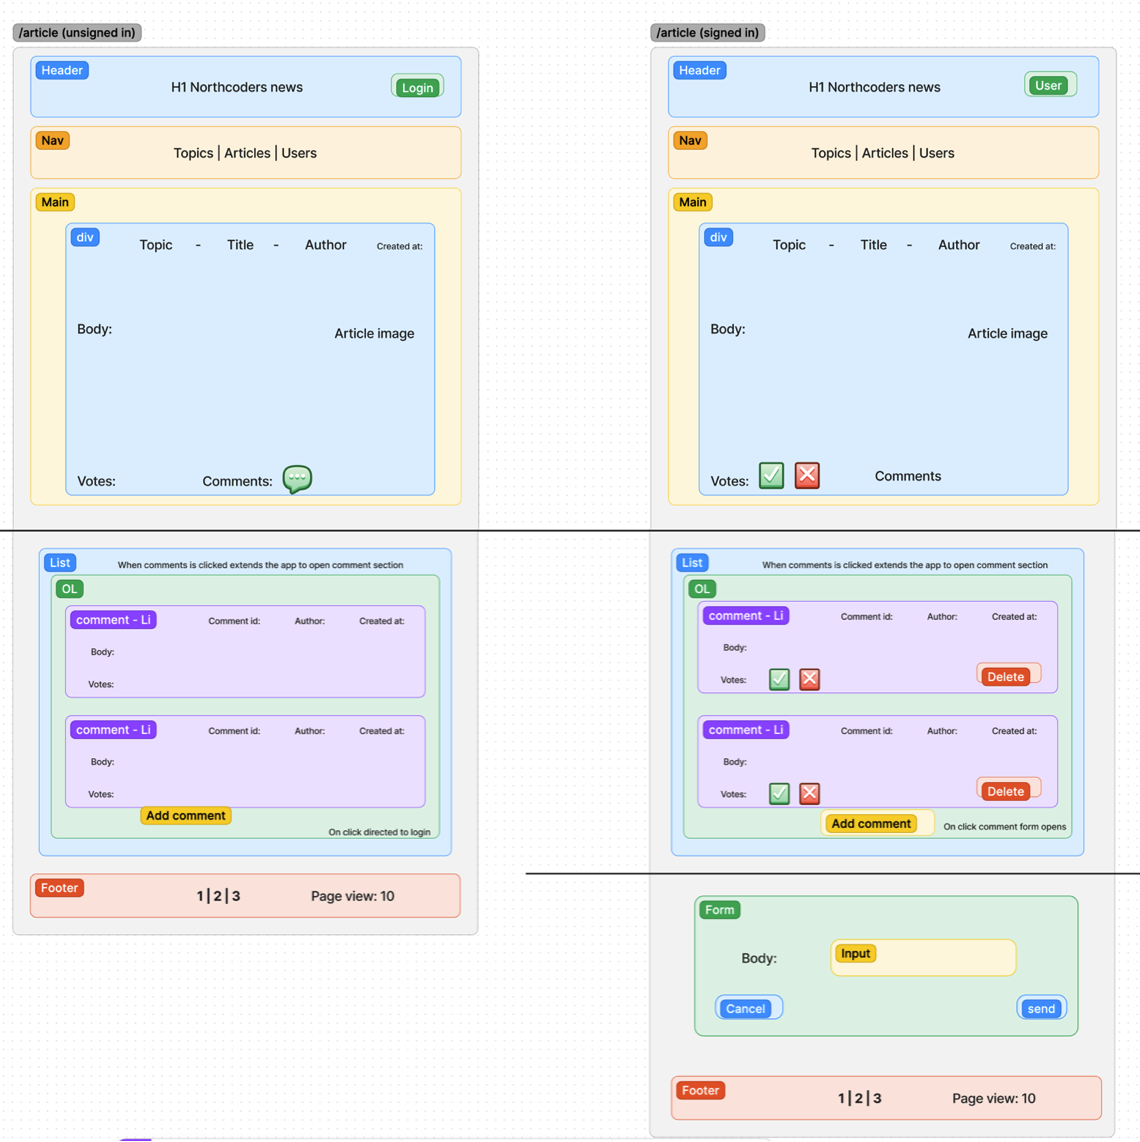 /article (unsigned in)
Header
H1 Northcoders news
Login
Nav
Topics | Articles | Users
Main
div
Topic - Title - Author Created at:
Body:
Article image
Votes: Comments:
List
When comments is clicked extends the app to open comment section
OL
comment - Li
Comment id: Author: Created at:
Body:
Votes:
comment - Li
Comment id: Author: Created at:
Body:
Votes:
Add comment
On click directed to login
Footer
1 | 2 | 3 Page view: 10
/article (signed in)
Header
H1 Northcoders news
User
Nav
Topics | Articles | Users
Main
div
Topic - Title - Author Created at:
Body:
Article image
Votes: Comments
List
When comments is clicked extends the app to open comment section
OL
comment - Li
Comment id: Author: Created at:
Body:
Votes:
Delete
comment - Li
Comment id: Author: Created at:
Body:
Votes:
Delete
Add comment
On click comment form opens
Form
Body:
Input
Cancel
send
Footer
1 | 2 | 3 Page view: 10